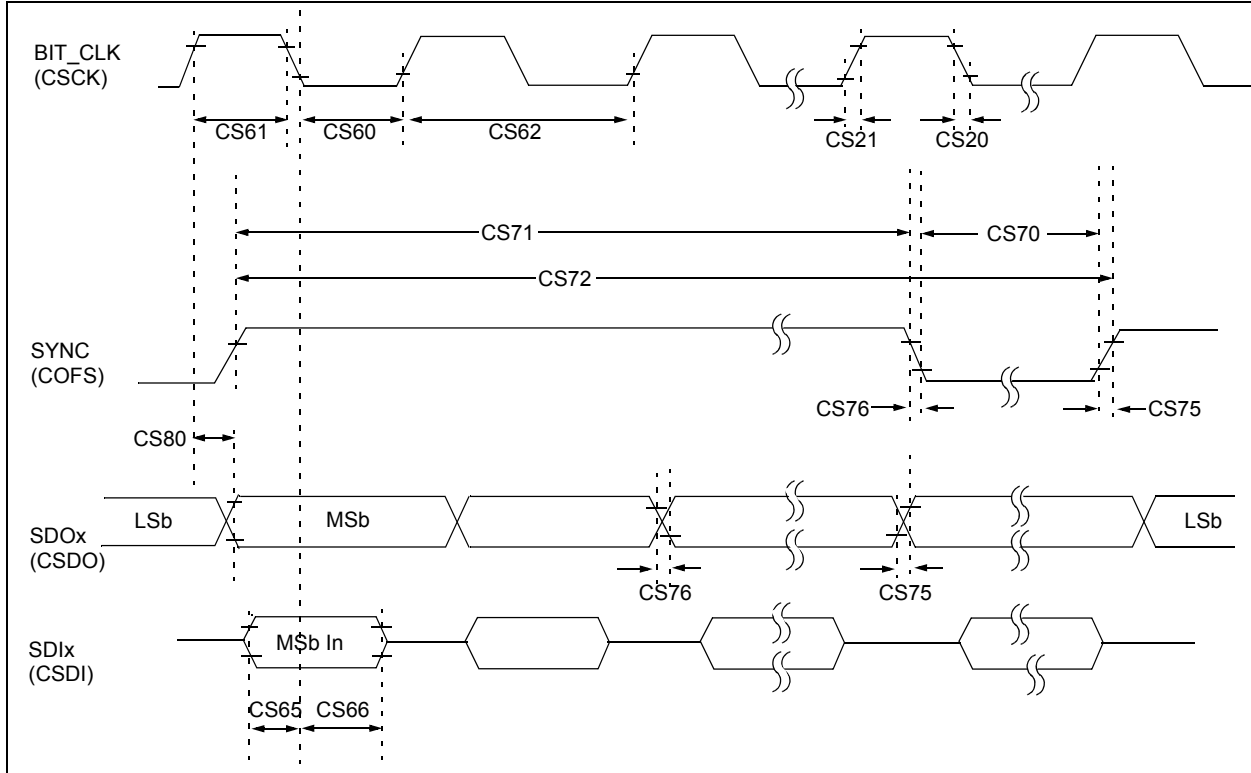 BIT_CLK
(CSCK)
CS61
CS60
CS62
CS21
CS20
CS71
CS70
CS72
SYNC
(COFS)
CS76
CS75
CS80
SDOx
(CSDO)
LSb
MSb
LSb
CS76
CS75
SDIx
(CSDI)
MSb In
CS65
CS66